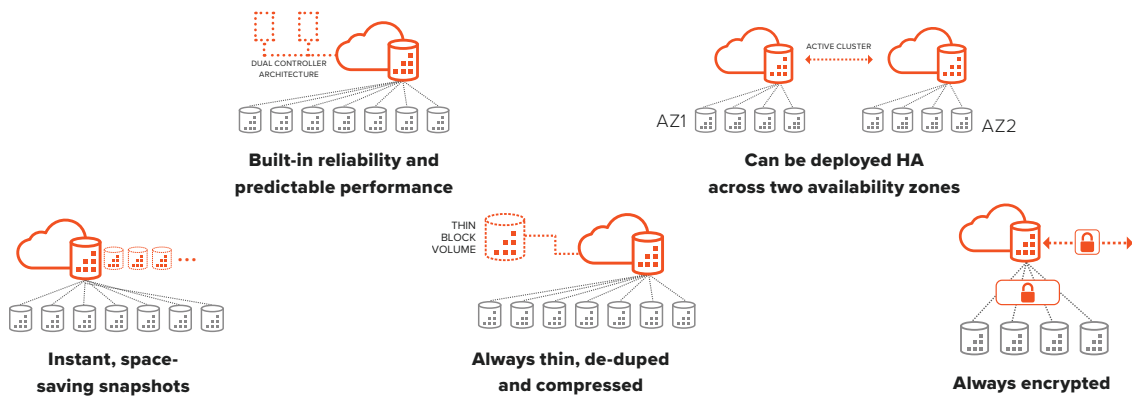 DUAL CONTROLLER
ARCHITECTURE
Built-in reliability and
predictable performance
ACTIVE CLUSTER
AZ1
AZ2
Can be deployed HA
across two availability zones
Instant, space-
saving snapshots
THIN
BLOCK
VOLUME
Always thin, de-duped
and compressed
Always encrypted